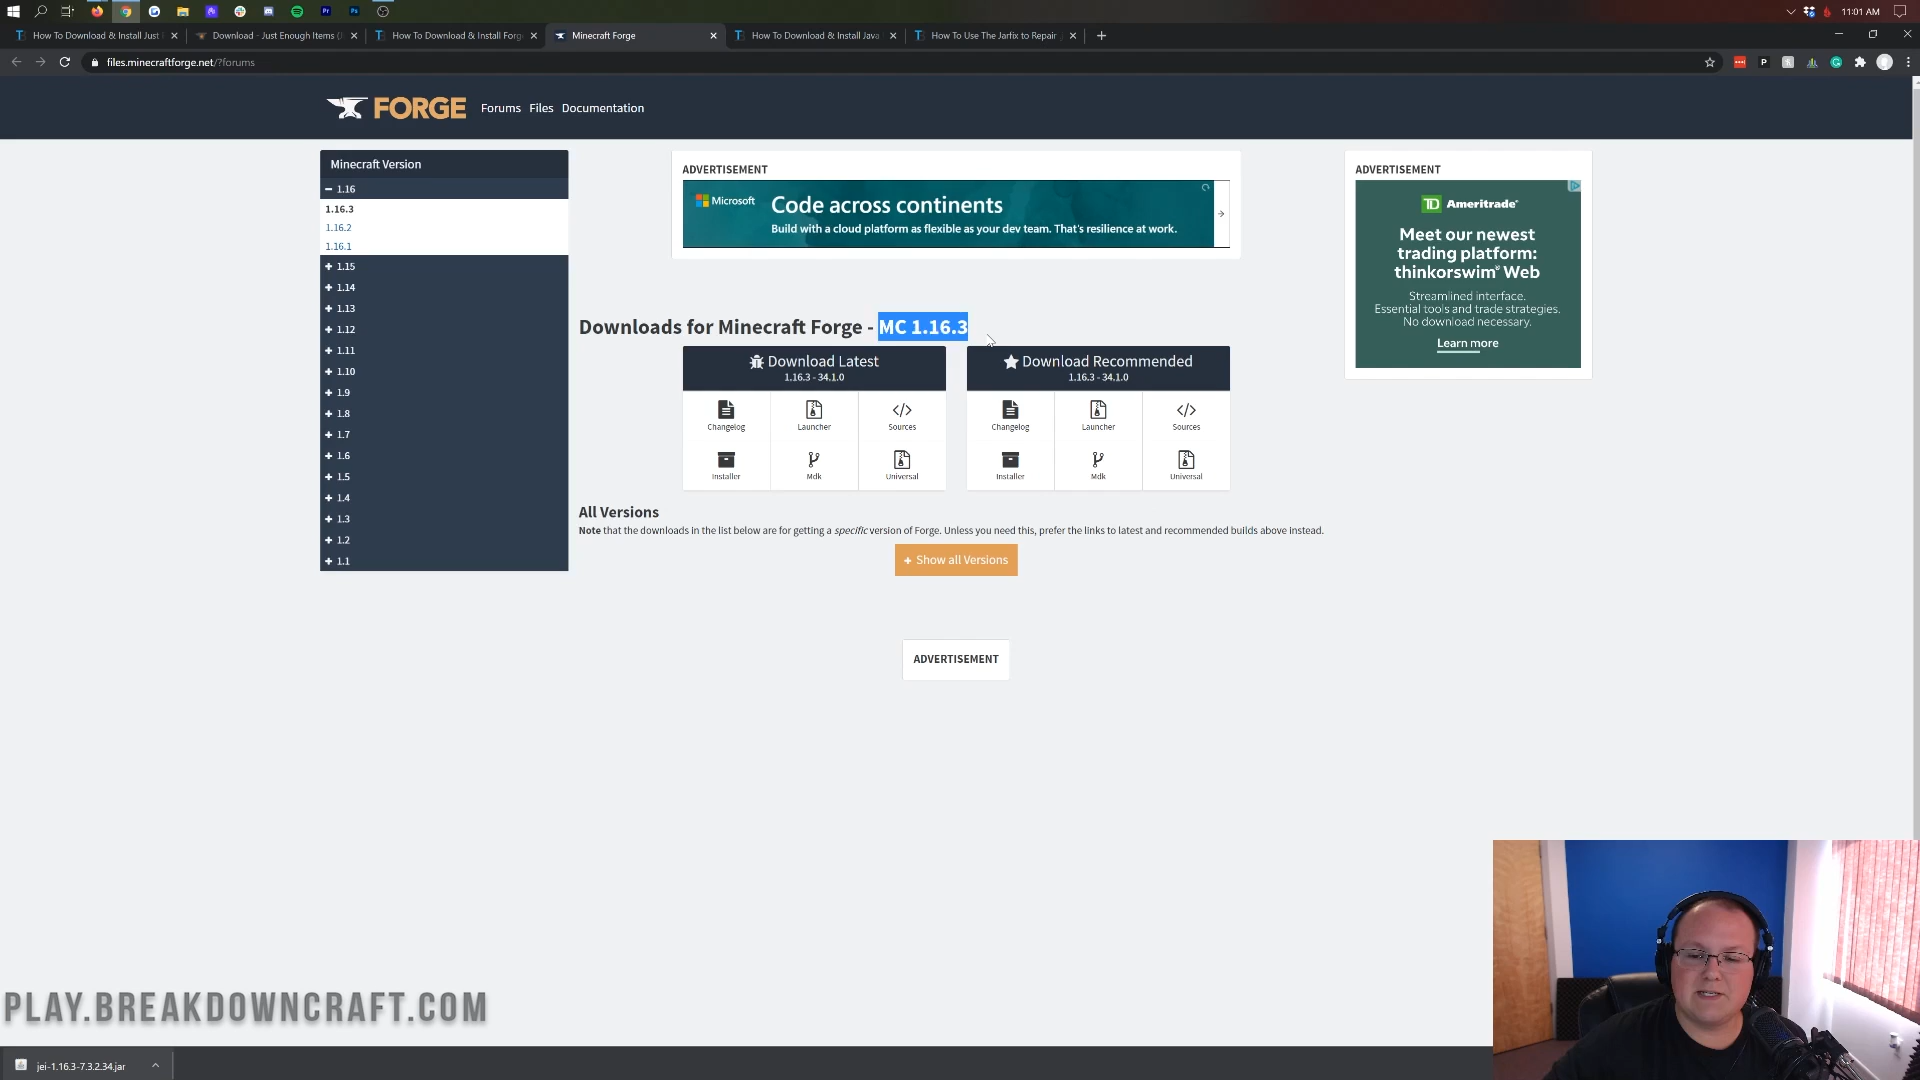 11:01 AM
How To Download & Install Just
Download - Just Enough Items (J
How To Download & Install Forg
Minecraft Forge
How To Download & Install Java
How To Use The Jarfix to Repair
files.minecraftforge.net/?forums
FORGE
Forums Files Documentation
Minecraft Version
1.16
1.16.3
1.16.2
1.16.1
1.15
1.14
1.13
1.12
1.11
1.10
1.9
1.8
1.7
1.6
1.5
1.4
1.3
1.2
1.1
ADVERTISEMENT
Microsoft
Code across continents
Build with a cloud platform as flexible as your dev team. That's resilience at work.
ADVERTISEMENT
TD Ameritrade®
Meet our newest
trading platform:
thinkorswim® Web
Streamlined interface.
Essential tools and trade strategies.
No download necessary.
Learn more
Downloads for Minecraft Forge - MC 1.16.3
Download Latest
1.16.3 - 34.1.0
Changelog
Launcher
Sources
Installer
Mdk
Universal
Download Recommended
1.16.3 - 34.1.0
Changelog
Launcher
Sources
Installer
Mdk
Universal
All Versions
Note that the downloads in the list below are for getting a specific version of Forge. Unless you need this, prefer the links to latest and recommended builds above instead.
+ Show all Versions
ADVERTISEMENT
PLAY.BREAKDOWNCRAFT.COM
jei-1.16.3-7.3.2.34.jar